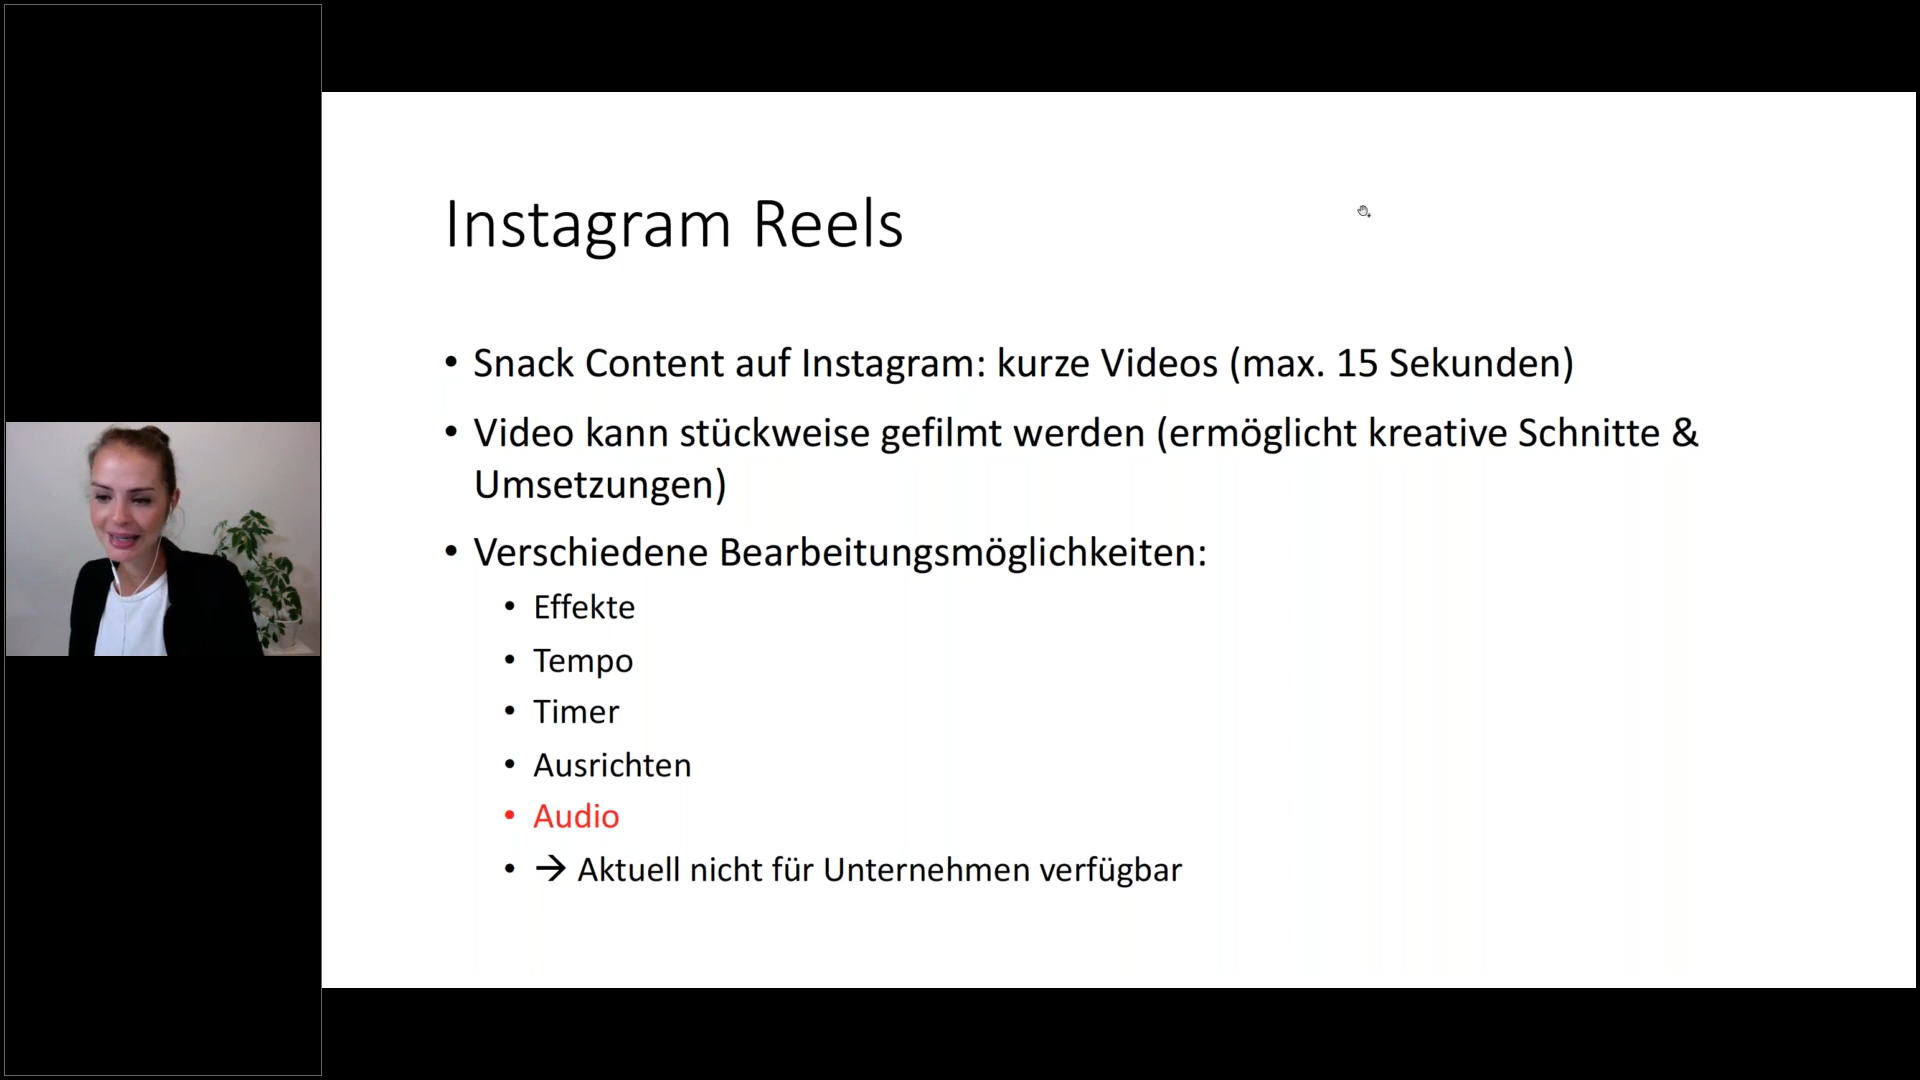 Instagram Reels
• Snack Content auf Instagram: kurze Videos (max. 15 Sekunden)
• Video kann stückweise gefilmt werden (ermöglicht kreative Schnitte &
Umsetzungen)
• Verschiedene Bearbeitungsmöglichkeiten:
• Effekte
• Tempo
• Timer
• Ausrichten
• Audio
• → Aktuell nicht für Unternehmen verfügbar